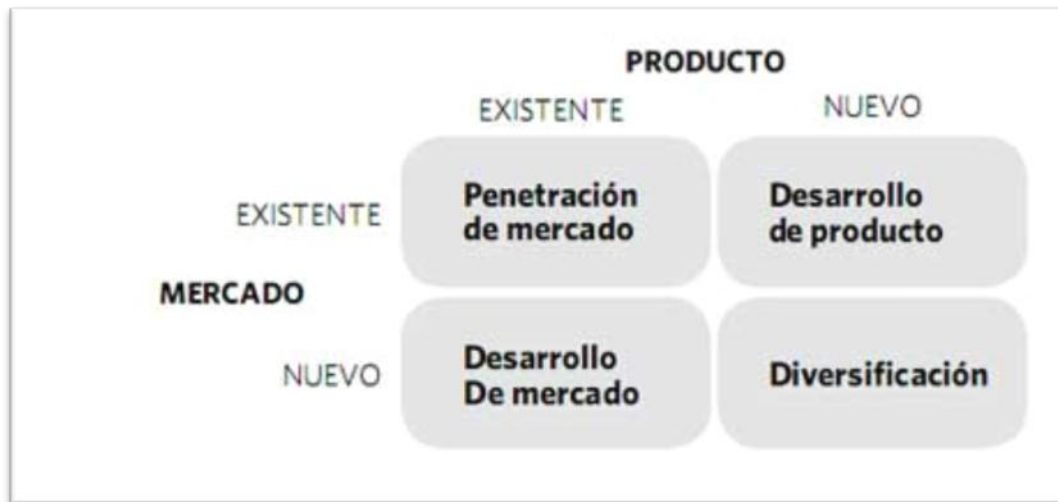 PRODUCTO
EXISTENTE
NUEVO
EXISTENTE
Penetración
de mercado
Desarrollo
de producto
MERCADO
NUEVO
Desarrollo
De mercado
Diversificación